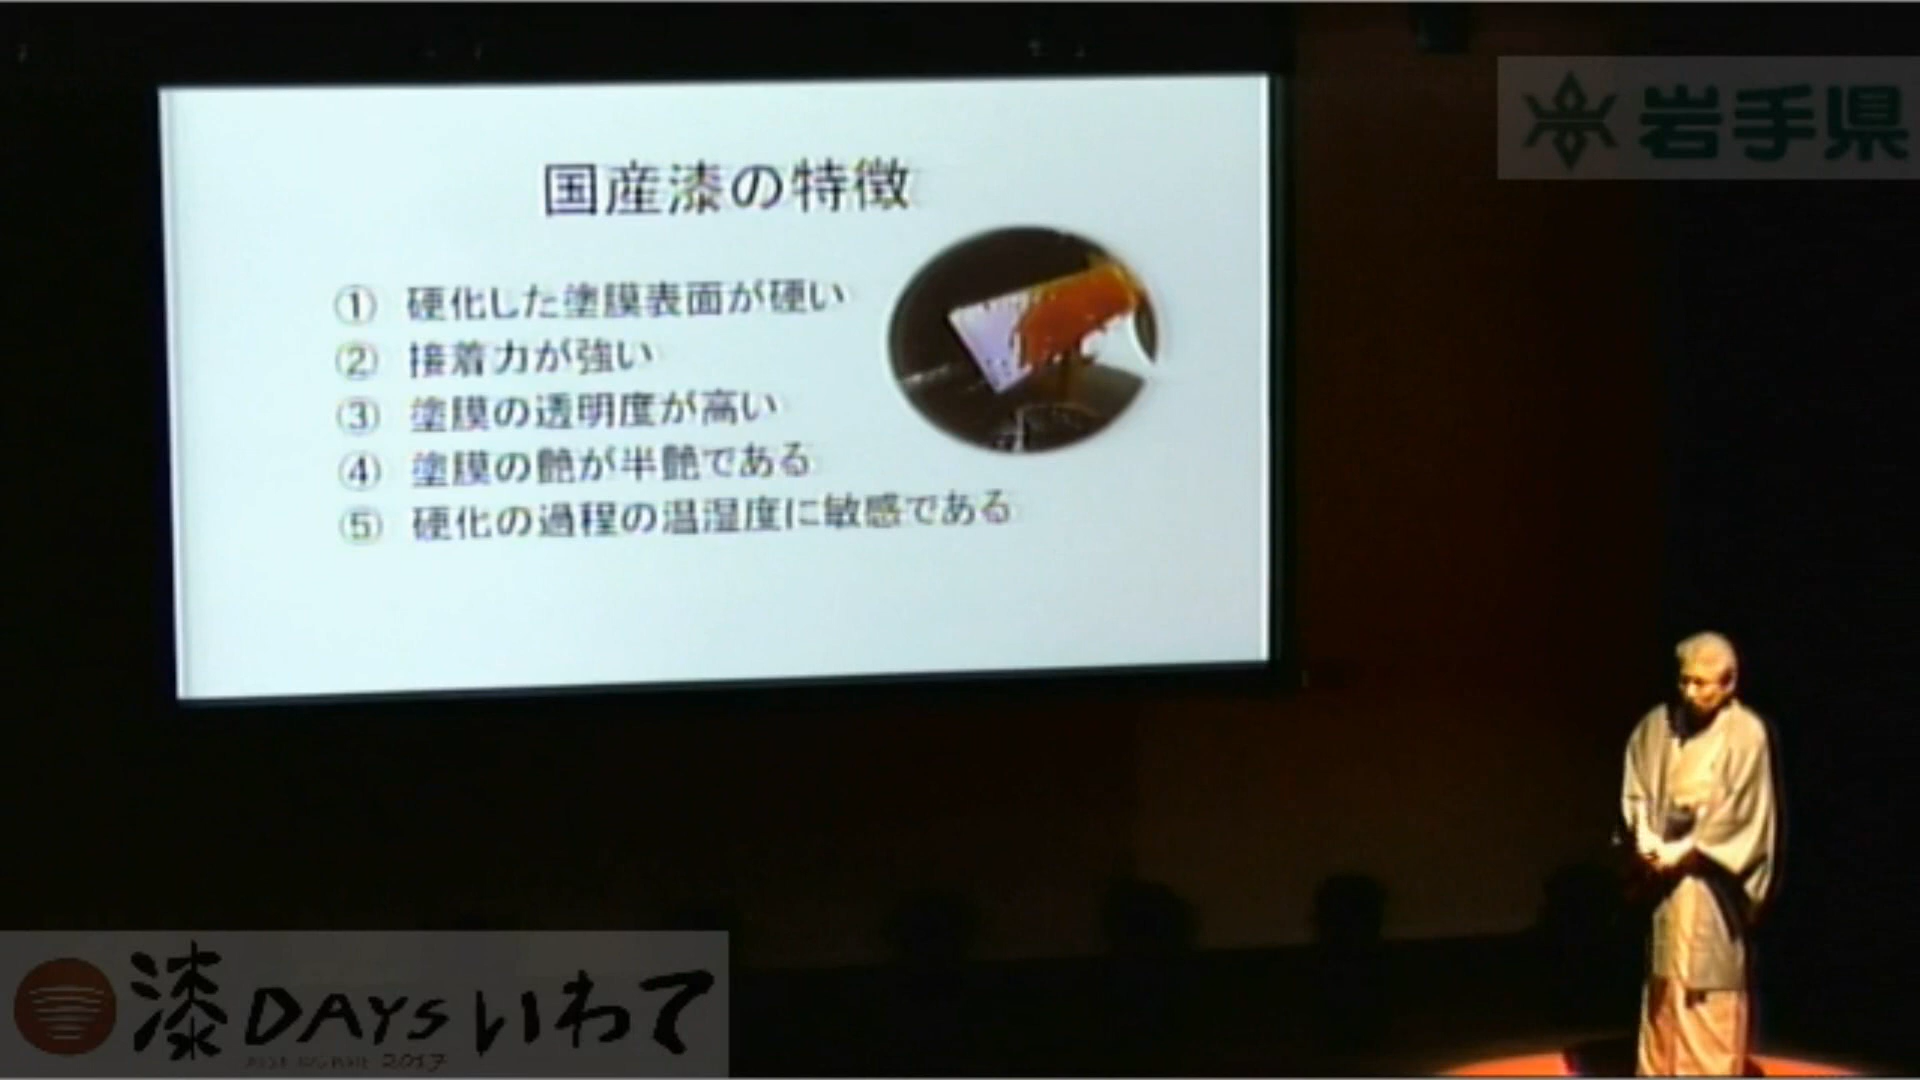 岩手県
国産漆の特徴
① 硬化した塗膜表面が硬い
② 接着力が強い
③ 塗膜の透明度が高い
④ 塗膜の艶が半艶である
⑤ 硬化の過程の温湿度に敏感である
漆DAYSいわて
2017